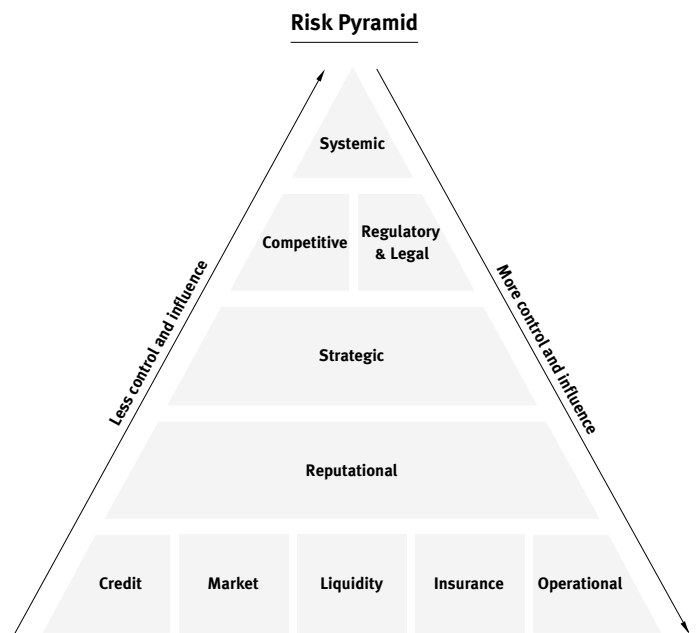 Risk Pyramid
Systemic
Competitive
Regulatory
& Legal
Less control and influence
More control and influence
Strategic
Reputational
Credit
Market
Liquidity
Insurance
Operational